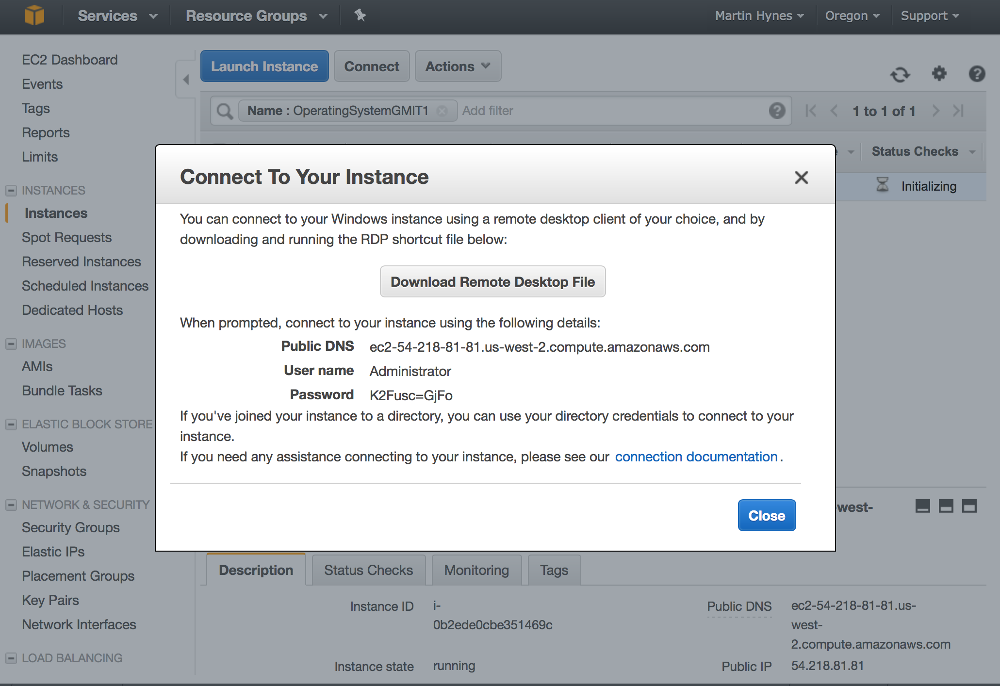 Services
Resource Groups
Martin Hynes
Oregon
Support
EC2 Dashboard
Events
Tags
Reports
Limits
INSTANCES
Instances
Spot Requests
Reserved Instances
Scheduled Instances
Dedicated Hosts
IMAGES
AMIs
Bundle Tasks
ELASTIC BLOCK STORE
Volumes
Snapshots
NETWORK & SECURITY
Security Groups
Elastic IPs
Placement Groups
Key Pairs
Network Interfaces
LOAD BALANCING
Launch Instance
Connect
Actions
Name : OperatingSystemGMIT1
Add filter
1 to 1 of 1
Status Checks
Initializing
Connect To Your Instance
You can connect to your Windows instance using a remote desktop client of your choice, and by
downloading and running the RDP shortcut file below:
Download Remote Desktop File
When prompted, connect to your instance using the following details:
Public DNS ec2-54-218-81-81.us-west-2.compute.amazonaws.com
User name Administrator
Password K2Fusc=GjFo
If you've joined your instance to a directory, you can use your directory credentials to connect to your
instance.
If you need any assistance connecting to your instance, please see our connection documentation.
Close
west-
Description
Status Checks
Monitoring
Tags
Instance ID
i-
0b2ede0cbe351469c
Public DNS
ec2-54-218-81-81.us-
west-
2.compute.amazonaws.com
Instance state
running
Public IP
54.218.81.81